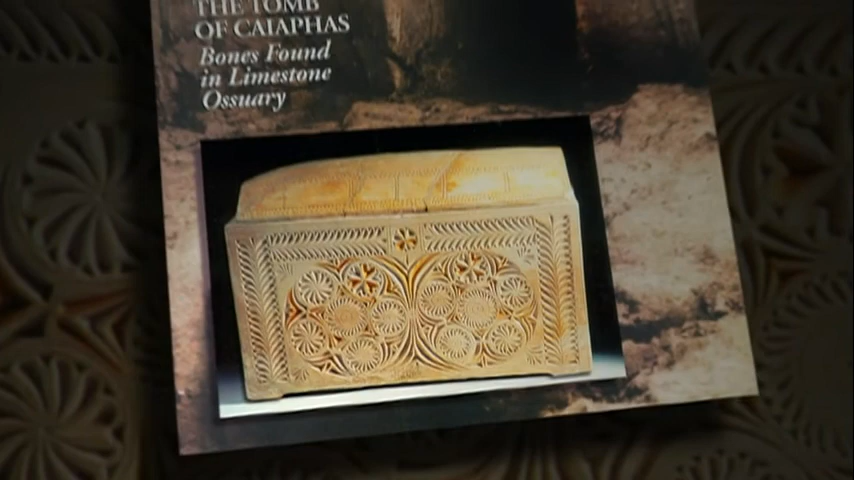 THE TOMB
OF CAIAPHAS
Bones Found
in Limestone
Ossuary